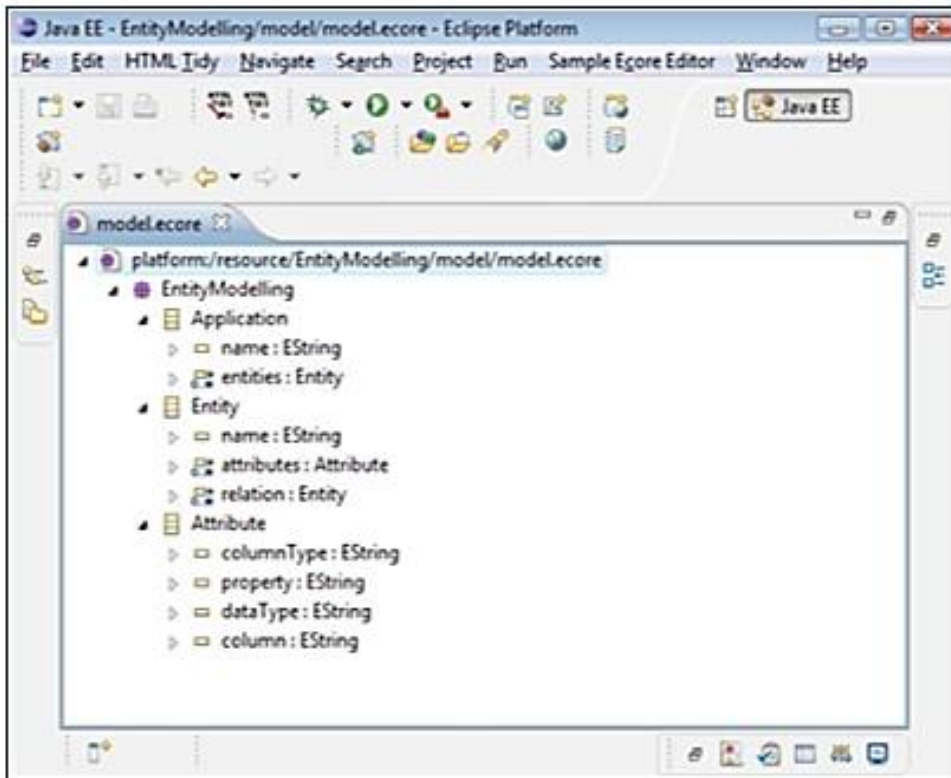 Java EE - EntityModelling/model/model.ecore - Eclipse Platform
File Edit HTML Tidy Navigate Search Project Run Sample Ecore Editor Window Help
Java EE
model.ecore
platform:/resource/EntityModelling/model/model.ecore
EntityModelling
Application
name : EString
entities : Entity
Entity
name : EString
attributes : Attribute
relation : Entity
Attribute
columnType : EString
property : EString
dataType : EString
column : EString